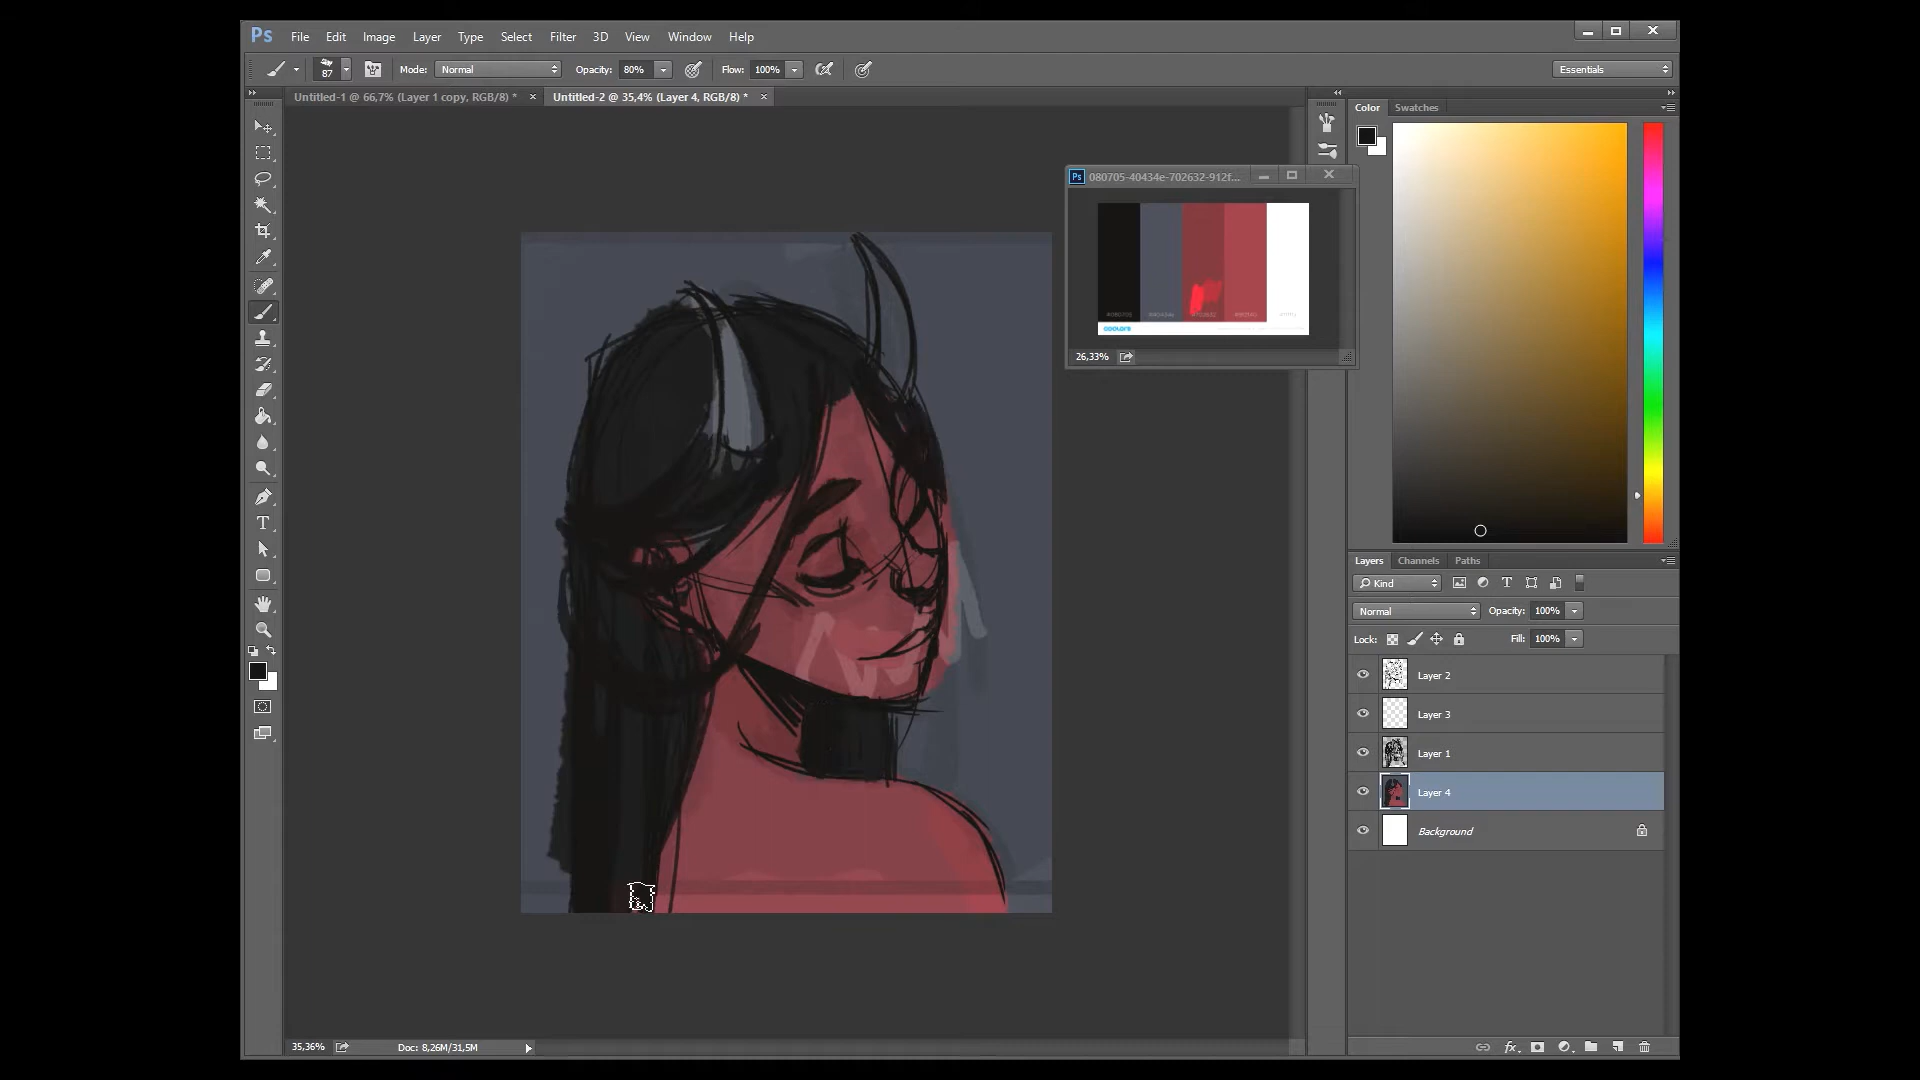 Ps File Edit Image Layer Type Select Filter 3D View Window Help
87 Mode: Normal Opacity: 80% Flow: 100% Essentials
Untitled-1 @ 66,7% (Layer 1 copy, RGB/8) * × Untitled-2 @ 35,4% (Layer 4, RGB/8) * ×
Color Swatches
Ps 080705-40434e-702632-912f...
coolors
26,33%
Layers Channels Paths
Kind
Normal Opacity: 100%
Lock: Fill: 100%
Layer 2
Layer 3
Layer 1
Layer 4
Background
35,36% Doc: 8,26M/31,5M
fx